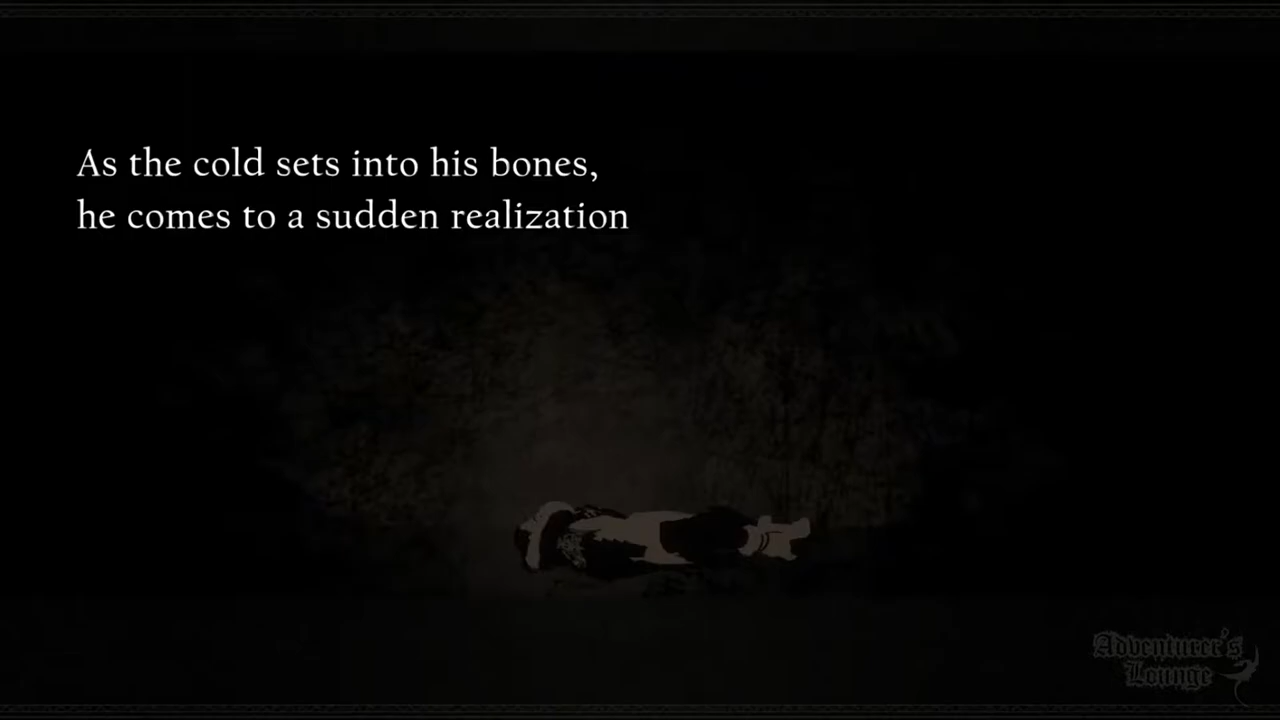 As the cold sets into his bones,
he comes to a sudden realization
Adventurer's
Lounge